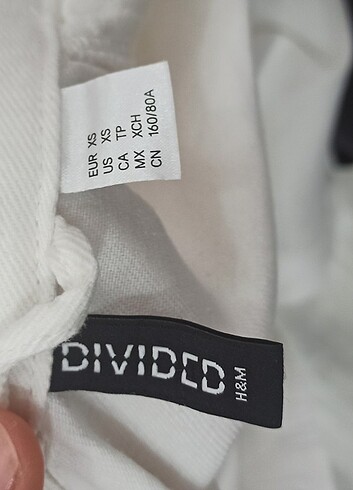 EUR XS
US XS
CA TP
MX XCH
CN 160/80A
DIVIDED
H&M